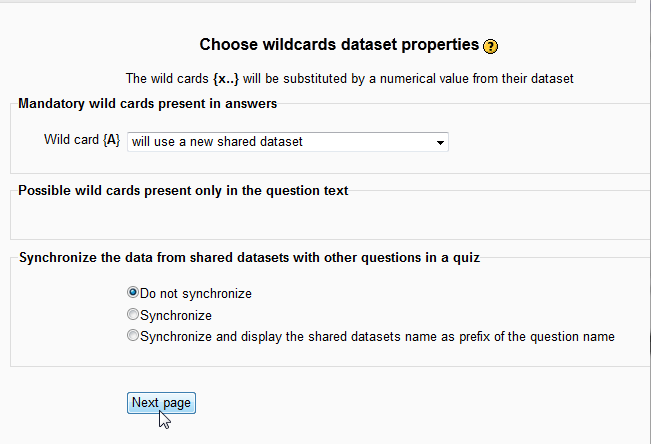 Choose wildcards dataset properties ?
The wild cards {x..} will be substituted by a numerical value from their dataset
Mandatory wild cards present in answers
Wild card {A} will use a new shared dataset
Possible wild cards present only in the question text
Synchronize the data from shared datasets with other questions in a quiz
Do not synchronize
Synchronize
Synchronize and display the shared datasets name as prefix of the question name
Next page